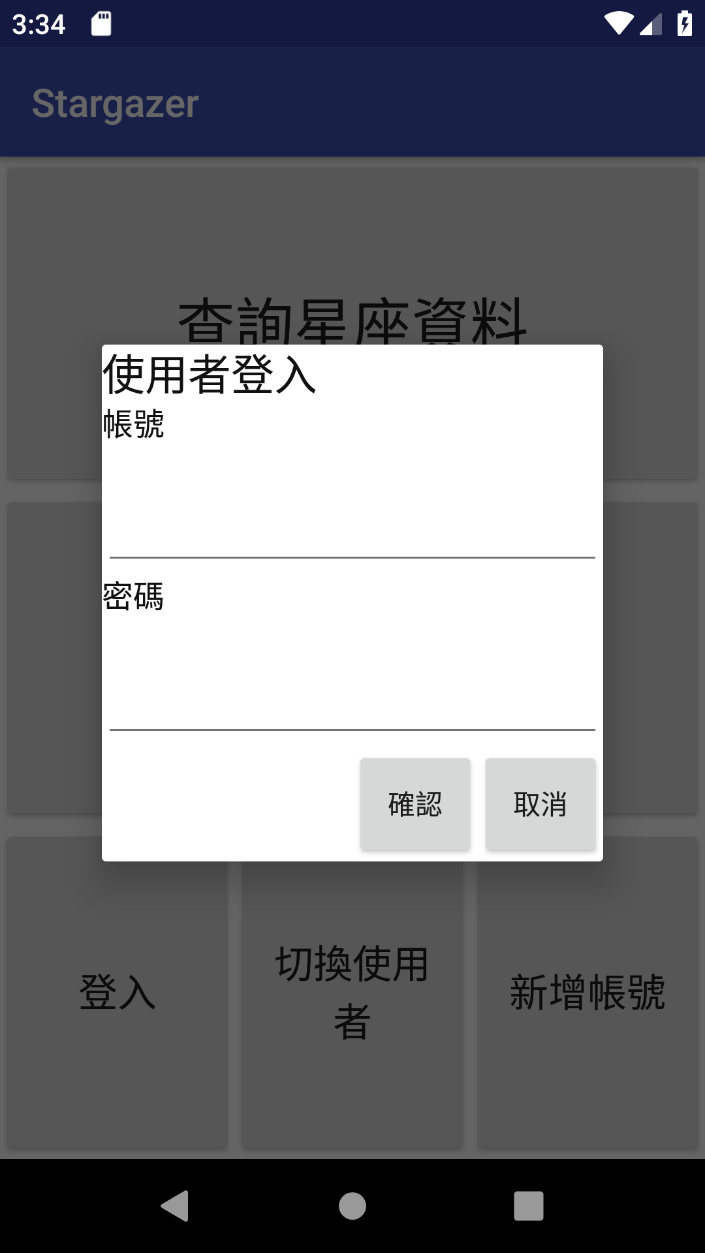 3:34
Stargazer
查詢星座資料
使用者登入
帳號
密碼
確認
取消
登入
切換使用
者
新增帳號